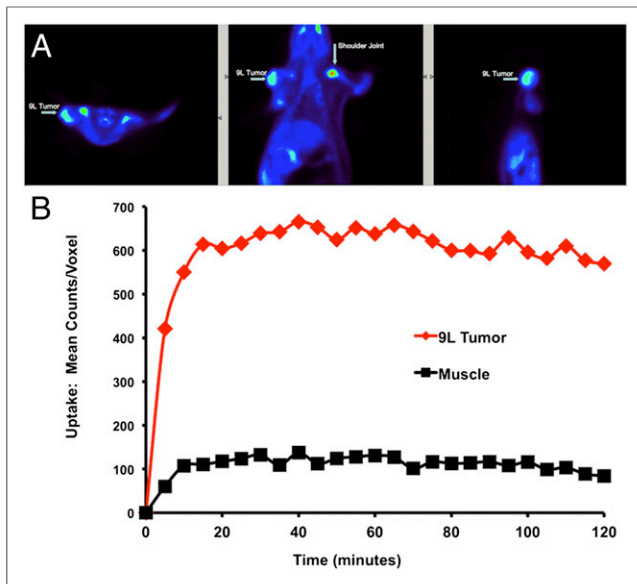 A
9L Tumor
9L Tumor
Shoulder Joint
9L Tumor
B
700
600
500
400
300
200
100
0
Uptake: Mean Counts/Voxel
9L Tumor
Muscle
0 20 40 60 80 100 120
Time (minutes)